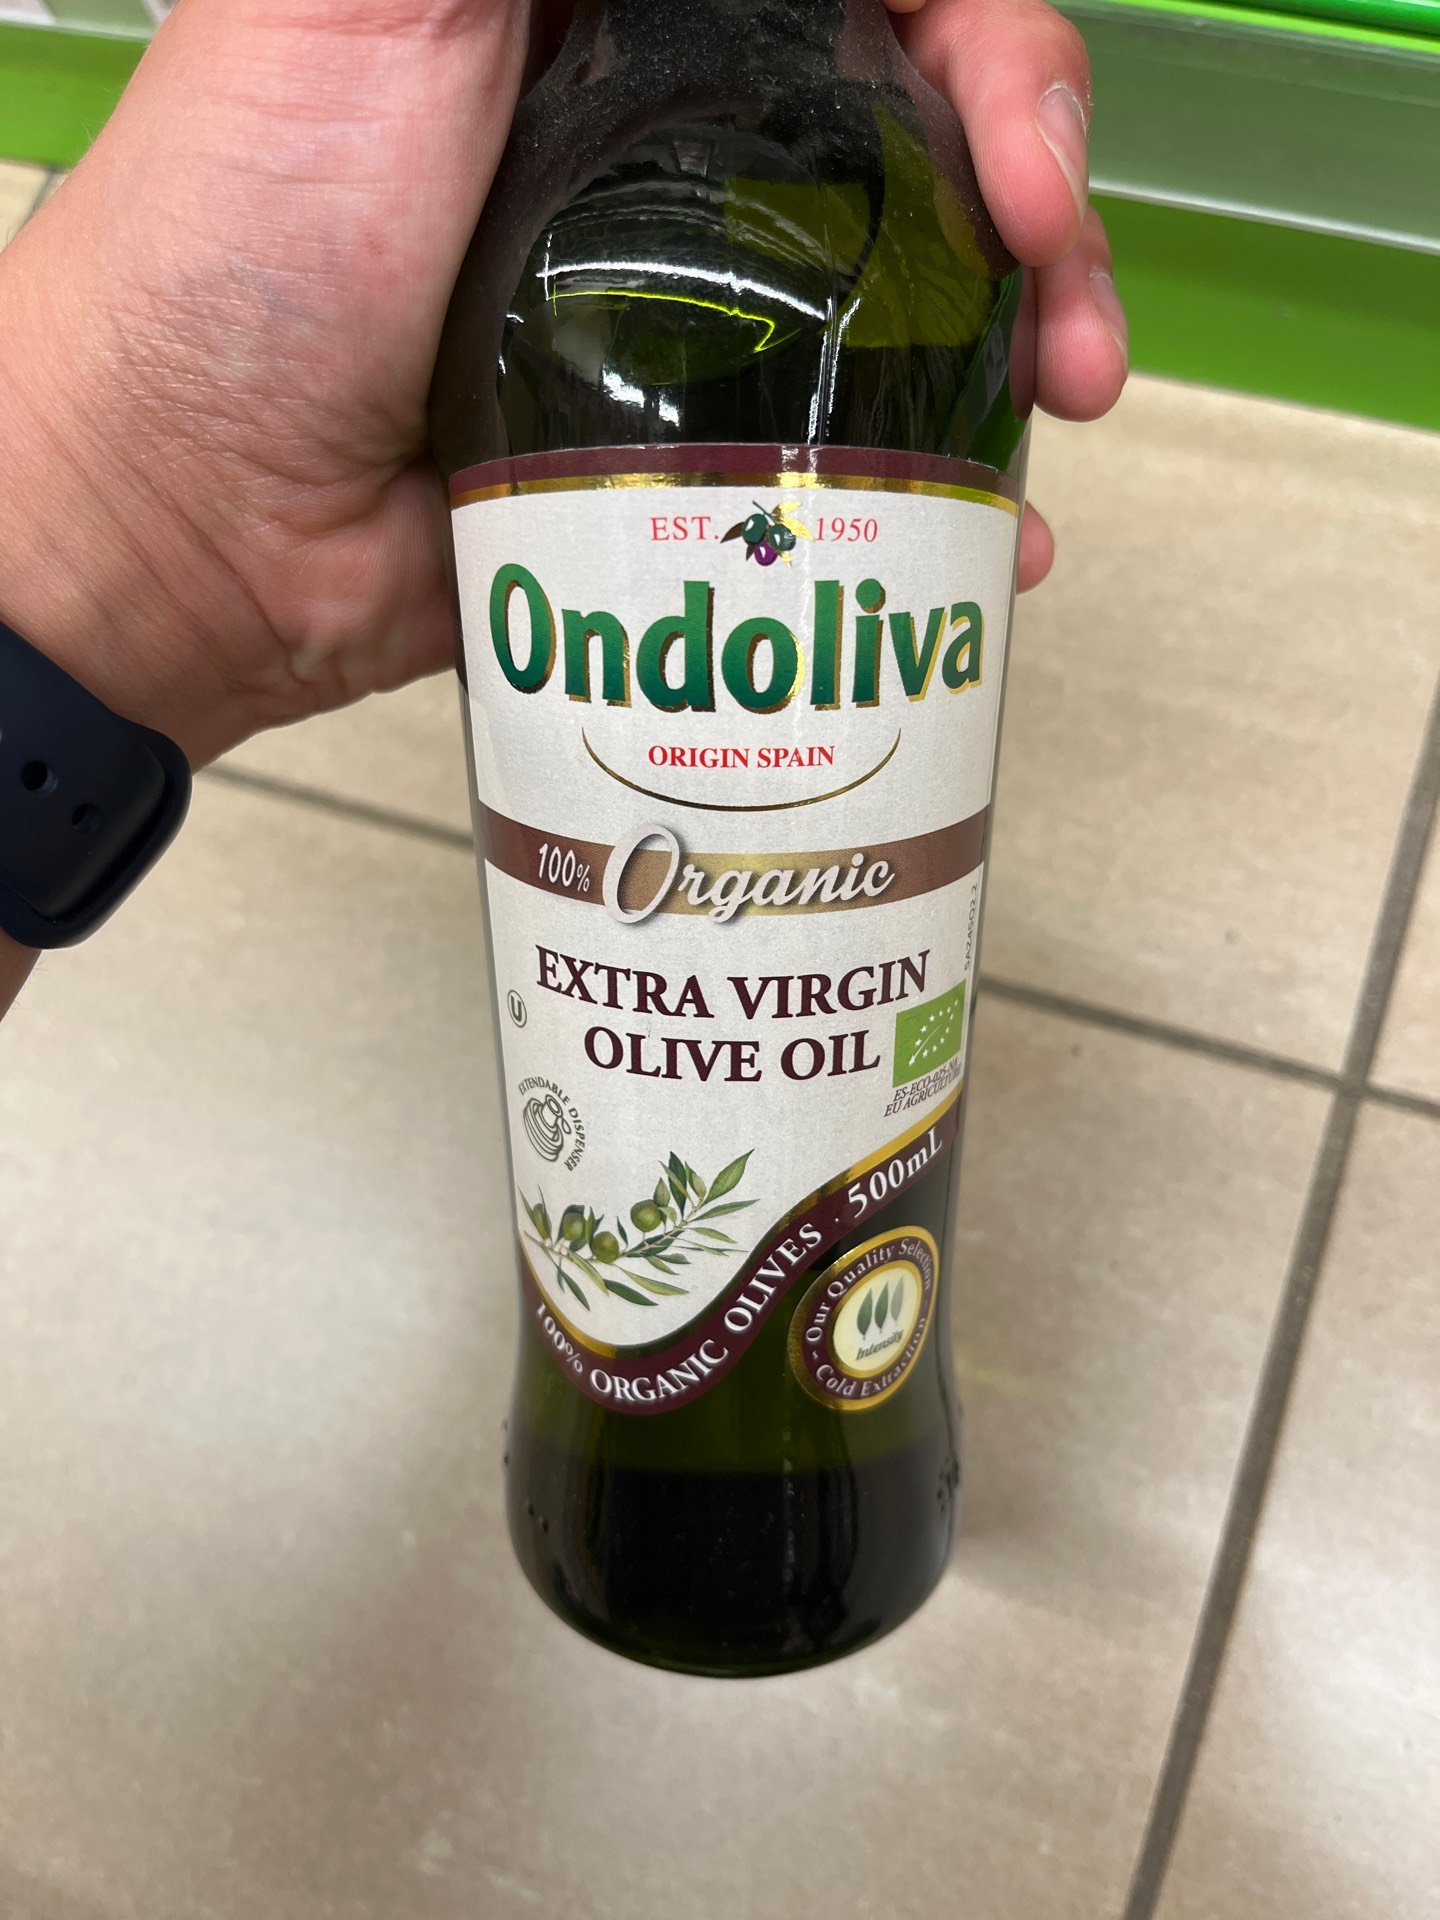 EST. 1950
Ondoliva
ORIGIN SPAIN
100% Organic
EXTRA VIRGIN
OLIVE OIL
U
ES-ECO-025-NA
EU AGRICULTURE
EXTENDABLE DISPENSER
100% ORGANIC OLIVES · 500mL
Our Quality Selection
Intensity
- Cold Extraction -